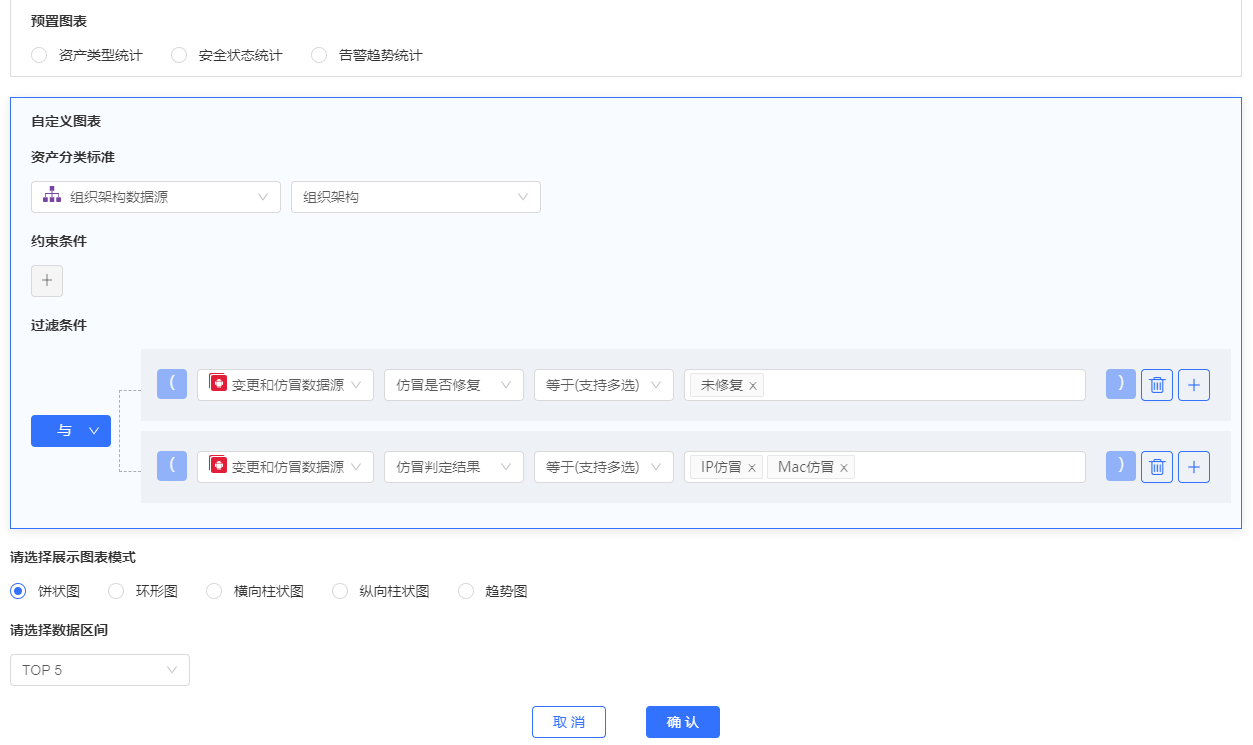 预置图表
资产类型统计 安全状态统计 告警趋势统计
自定义图表
资产分类标准
组织架构数据源 组织架构
约束条件
+
过滤条件
( 变更和仿冒数据源 仿冒是否修复 等于(支持多选) 未修复 x ) +
与
( 变更和仿冒数据源 仿冒判定结果 等于(支持多选) IP仿冒 x Mac仿冒 x ) +
请选择展示图表模式
饼状图 环形图 横向柱状图 纵向柱状图 趋势图
请选择数据区间
TOP 5
取 消 确 认